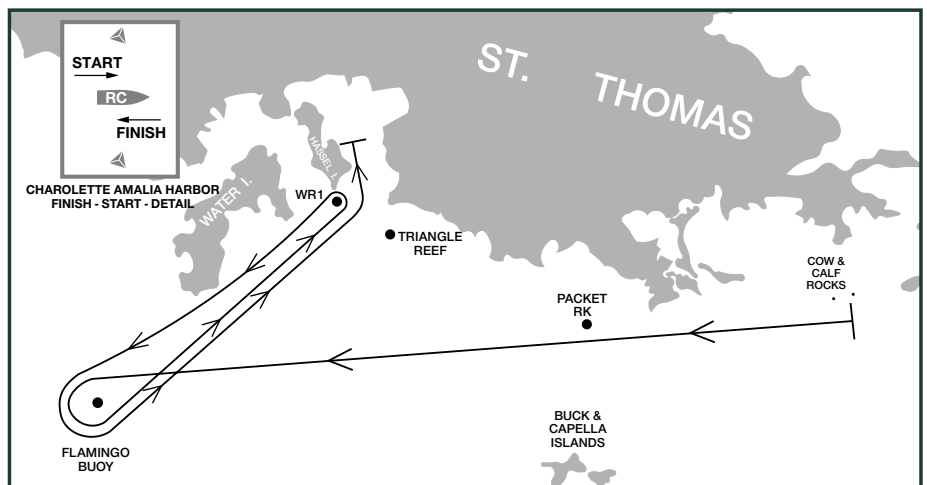 START
RC
FINISH
CHAROLETTE AMALIA HARBOR
FINISH - START - DETAIL
ST. THOMAS
HASSEL I.
WATER I.
WR1
TRIANGLE
REEF
COW &
CALF
ROCKS
PACKET
RK
BUCK &
CAPELLA
ISLANDS
FLAMINGO
BUOY